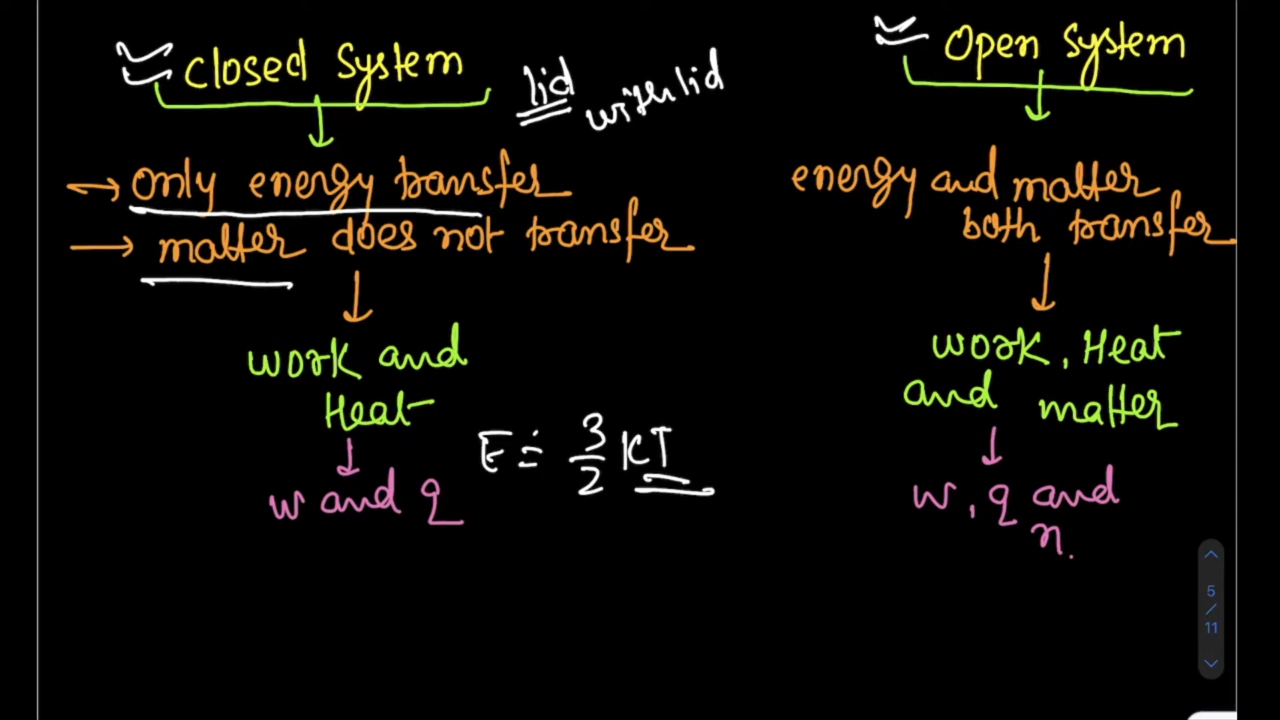 closed system
lid
with lid
→ only energy transfer
→ matter does not transfer
work and
Heat
w and q
E = 3/2 KT
open system
energy and matter
both transfer
work, Heat
and matter
w, q and
n.
5
/
11